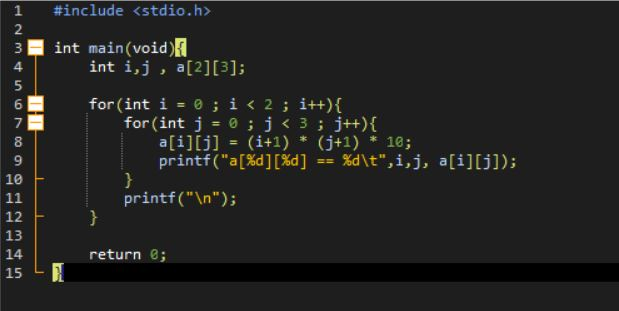 1 #include <stdio.h>
2
3 int main(void){
4 int i,j , a[2][3];
5
6 for(int i = 0 ; i < 2 ; i++){
7 for(int j = 0 ; j < 3 ; j++){
8 a[i][j] = (i+1) * (j+1) * 10;
9 printf("a[%d][%d] == %d\t",i,j, a[i][j]);
10 }
11 printf("\n");
12 }
13
14 return 0;
15 }